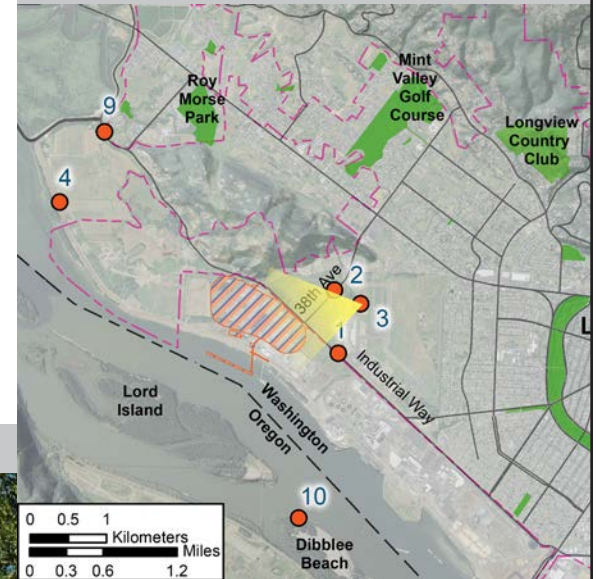 Roy
Morse
Park
Mint
Valley
Golf
Course
Longview
Country
Club
9
4
38th Ave
2
3
1
Industrial Way
Lord
Island
Washington
Oregon
L
10
Dibblee
Beach
0 0.5 1
Kilometers
Miles
0 0.3 0.6 1.2